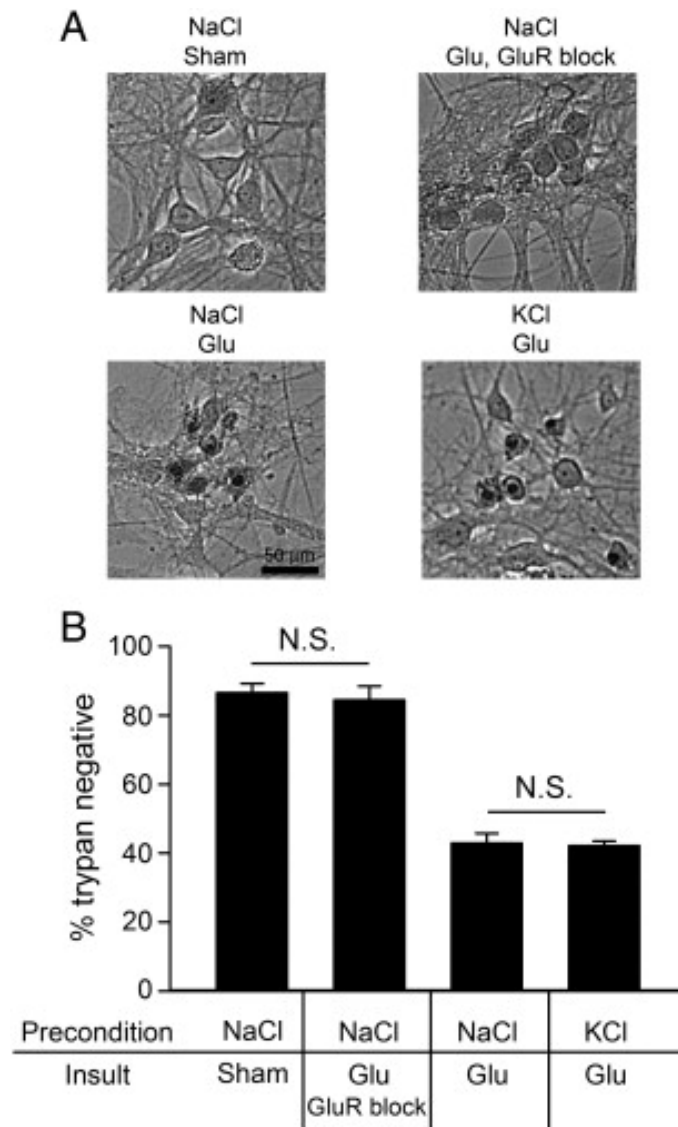 A
NaCl
Sham
NaCl
Glu, GluR block
NaCl
Glu
KCl
Glu
50 μm
B
% trypan negative
100
80
60
40
20
0
N.S.
N.S.
Precondition NaCl NaCl NaCl KCl
Insult Sham Glu Glu Glu
GluR block